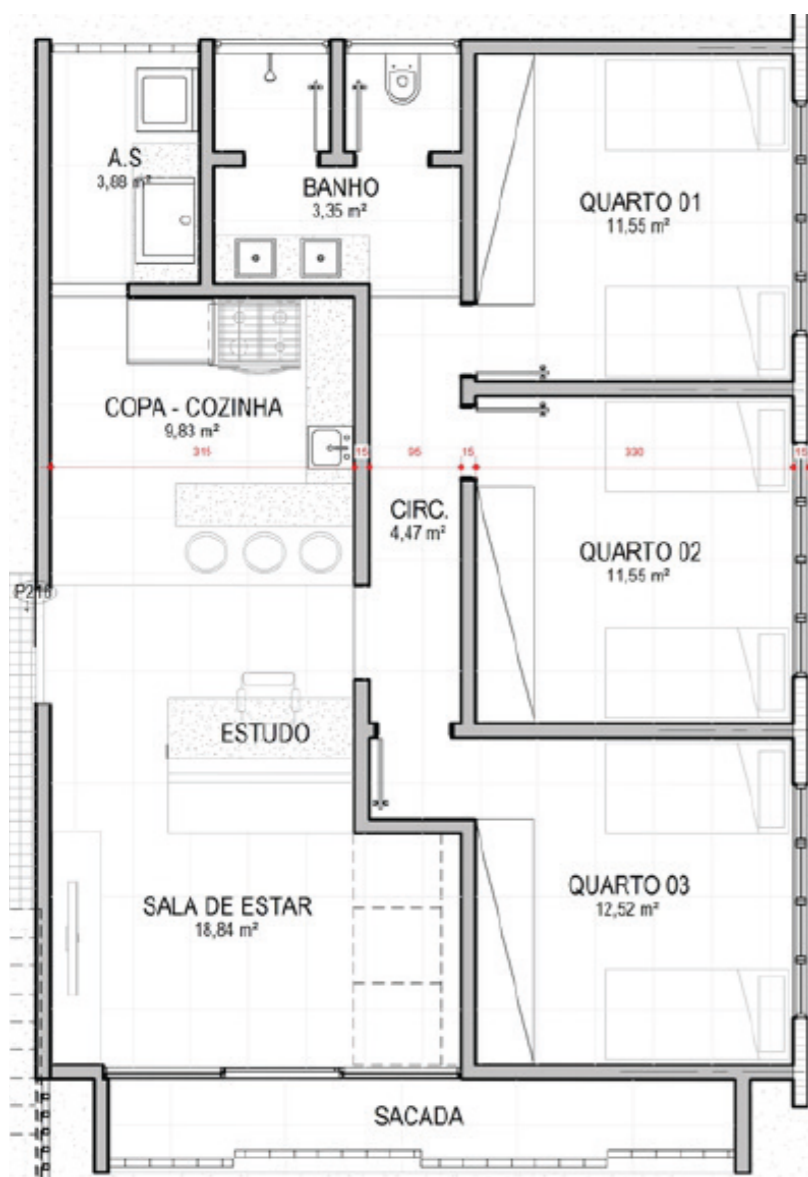 A.S
3,88 m²
BANHO
3,35 m²
QUARTO 01
11,55 m²
COPA - COZINHA
9,83 m²
315
15
95
15
330
15
CIRC.
4,47 m²
QUARTO 02
11,55 m²
P216
ESTUDO
SALA DE ESTAR
18,84 m²
QUARTO 03
12,52 m²
SACADA